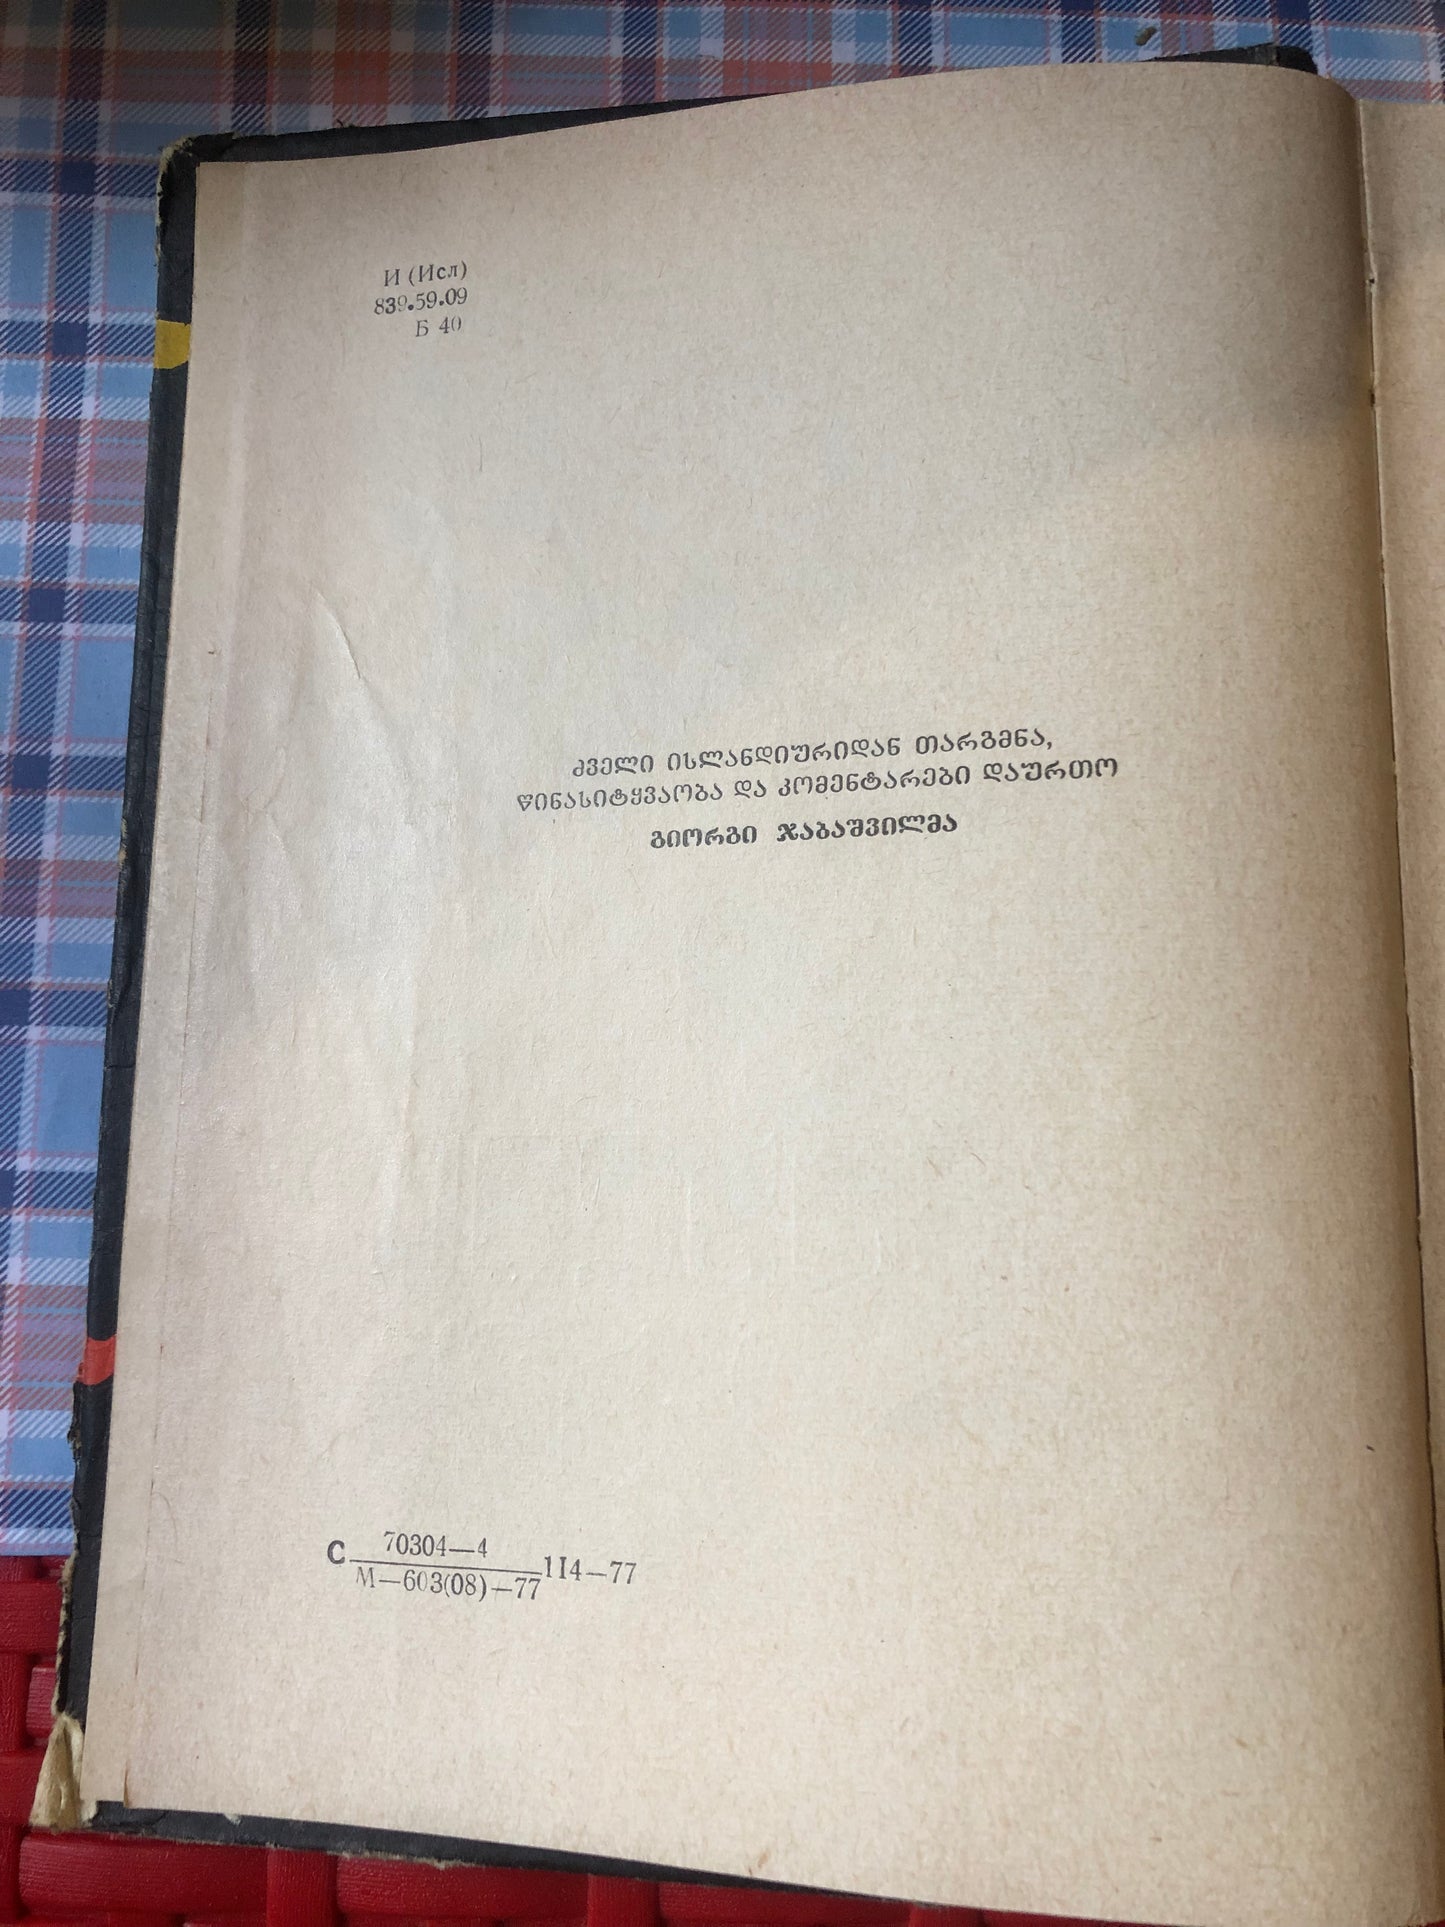 И (Исл)
839.59.09
Б 40
ძველი ისლანდიურიდან თარგმნა,
წინასიტყვაობა და კომენტარები დაურთო
გიორგი ჯაბაშვილმა
С 70304—4
М—603(08)—77 1I4—77